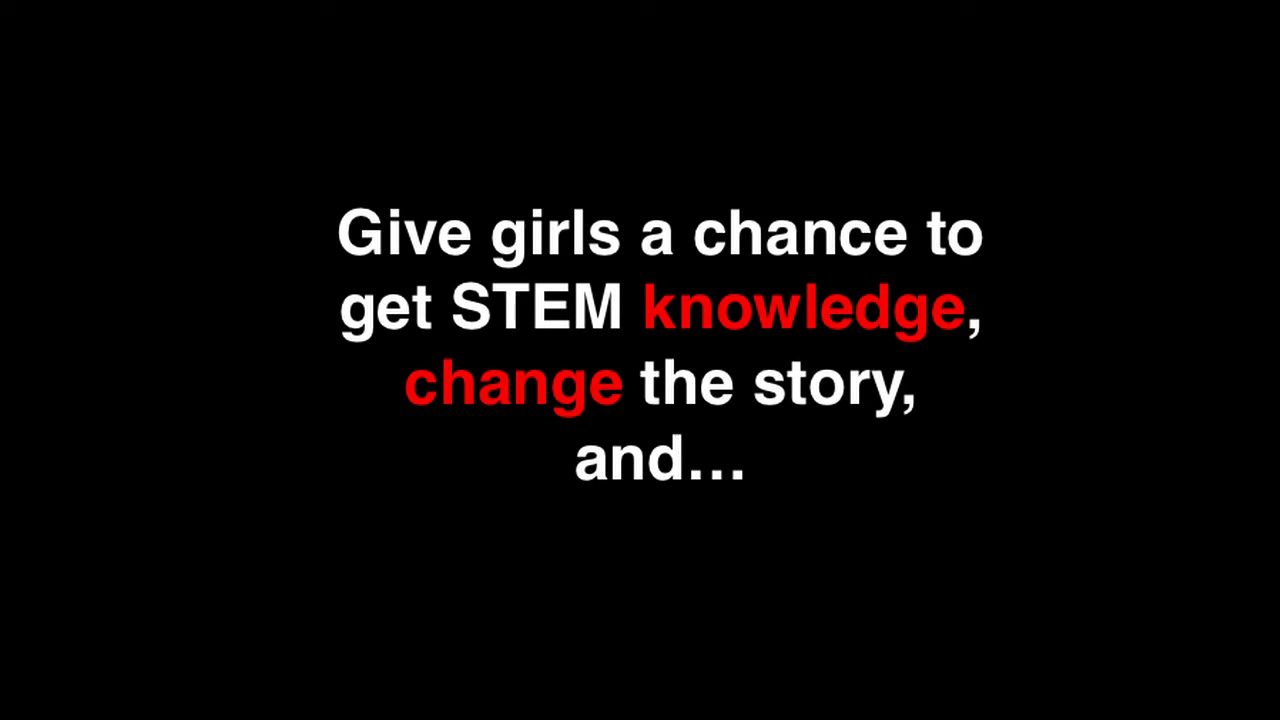 Give girls a chance to
get STEM knowledge,
change the story,
and…